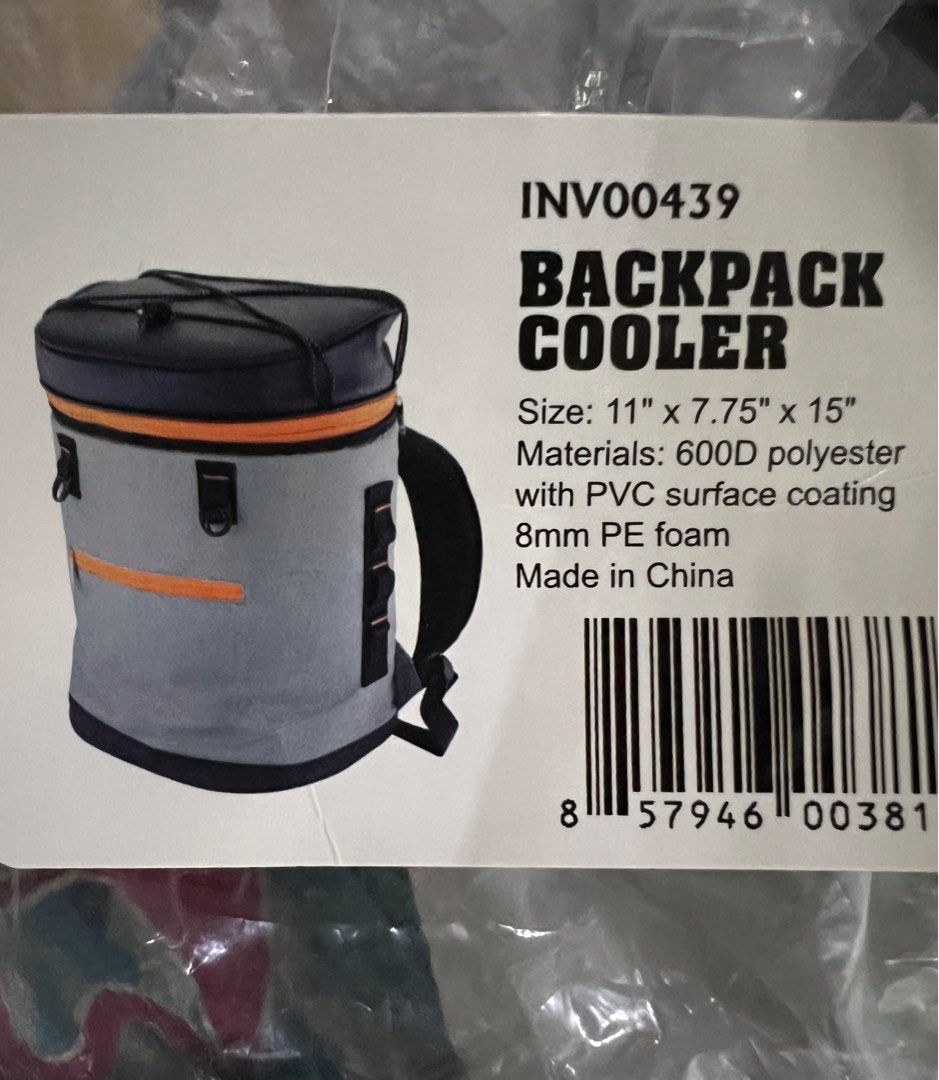 INV00439
BACKPACK
COOLER
Size: 11" x 7.75" x 15"
Materials: 600D polyester
with PVC surface coating
8mm PE foam
Made in China
8 57946 00381